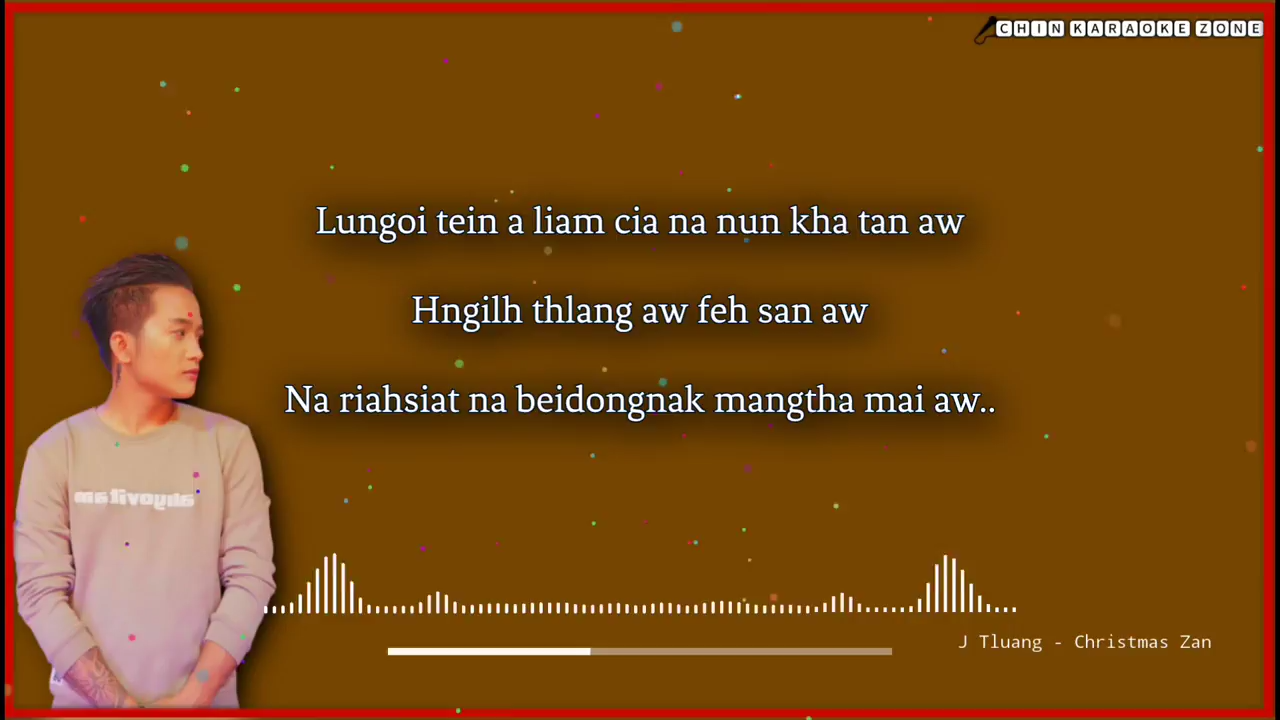 CHIN KARAOKE ZONE
Lungoi tein a liam cia na nun kha tan aw
Hngilh thlang aw feh san aw
Na riahsiat na beidongnak mangtha mai aw..
J Tluang - Christmas Zan